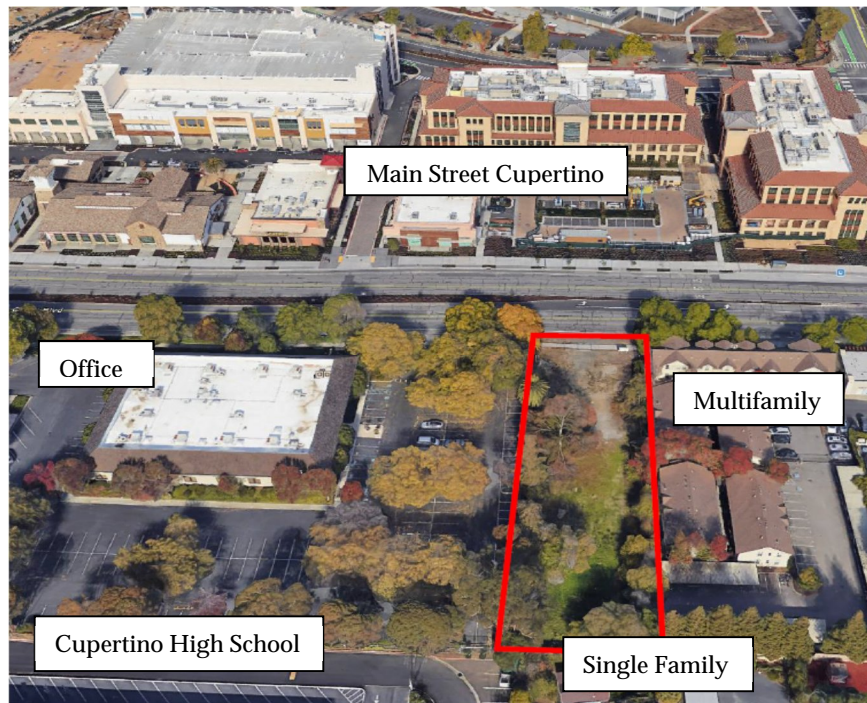 Main Street Cupertino
Office
Multifamily
Cupertino High School
Single Family